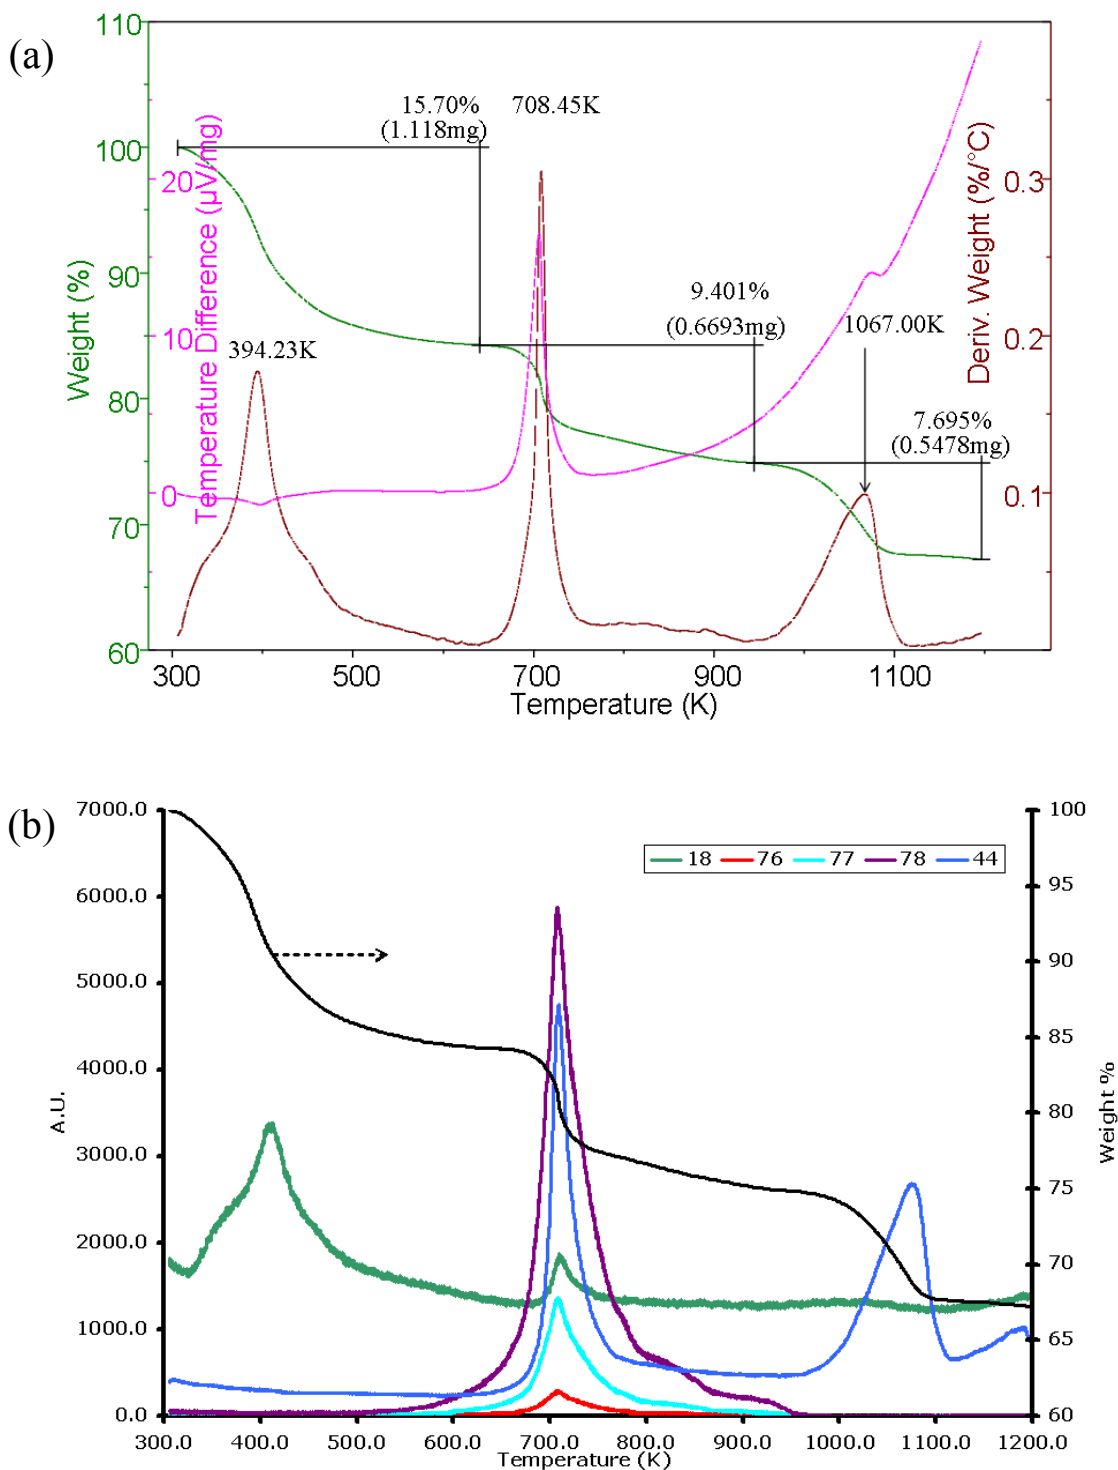 (a)
110
100
90
80
70
60
Weight (%)
20
10
0
Temperature Difference (µV/mg)
15.70%
(1.118mg)
708.45K
394.23K
9.401%
(0.6693mg)
1067.00K
7.695%
(0.5478mg)
0.3
0.2
0.1
Deriv. Weight (%/°C)
300 500 700 900 1100
Temperature (K)
(b)
7000.0
6000.0
5000.0
4000.0
3000.0
2000.0
1000.0
0.0
A.U.
18 76 77 78 44
100
95
90
85
80
75
70
65
60
Weight %
300.0 400.0 500.0 600.0 700.0 800.0 900.0 1000.0 1100.0 1200.0
Temperature (K)